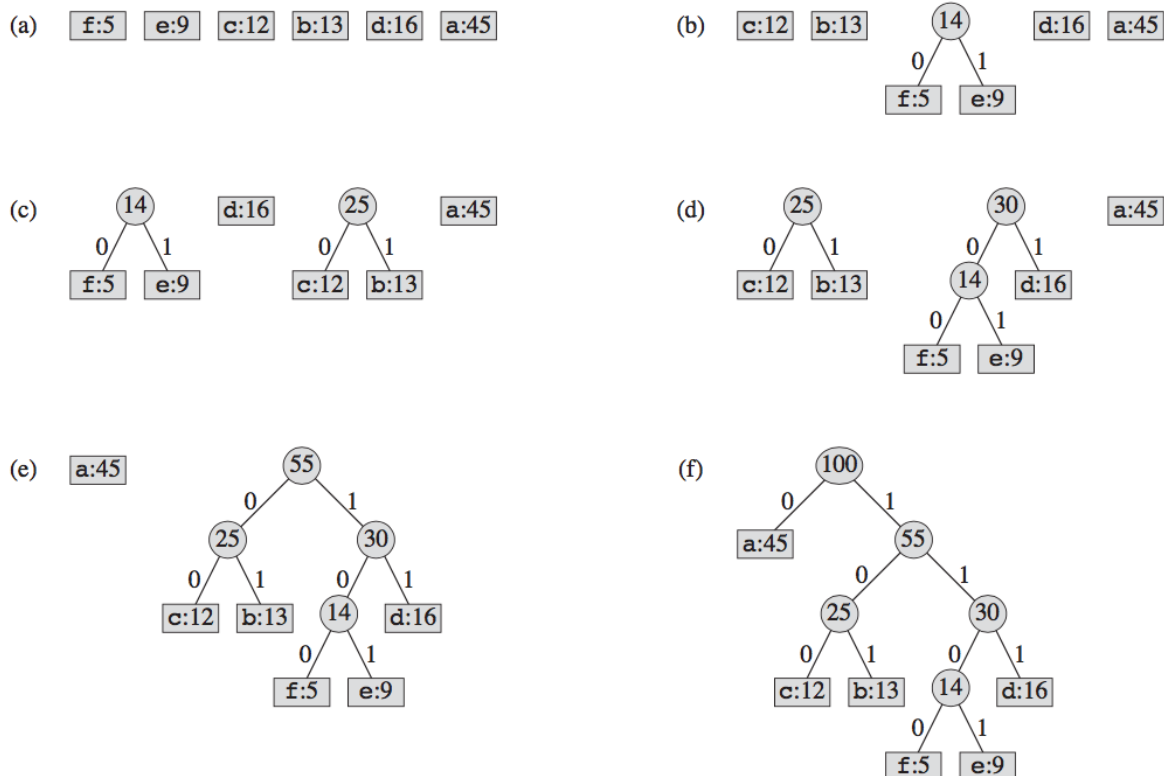 (a) f:5 e:9 c:12 b:13 d:16 a:45
(b) c:12 b:13 14 d:16 a:45
0 1
f:5 e:9
(c) 14 d:16 25 a:45
0 1 0 1
f:5 e:9 c:12 b:13
(d) 25 30 a:45
0 1 0 1
c:12 b:13 14 d:16
0 1
f:5 e:9
(e) a:45 55
0 1
25 30
0 1 0 1
c:12 b:13 14 d:16
0 1
f:5 e:9
(f) 100
0 1
a:45 55
0 1
25 30
0 1 0 1
c:12 b:13 14 d:16
0 1
f:5 e:9